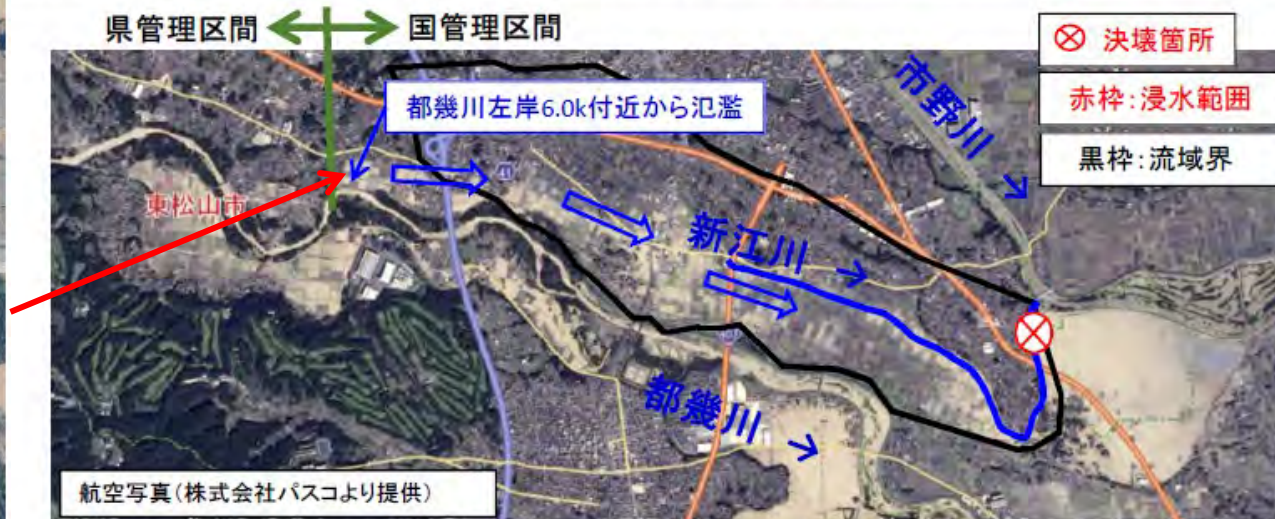 県管理区間
国管理区間
決壊箇所
赤枠：浸水範囲
黒枠：流域界
市野川
都幾川左岸6.0k付近から氾濫
41
東松山市
新江川
都幾川
航空写真（株式会社パスコより提供）